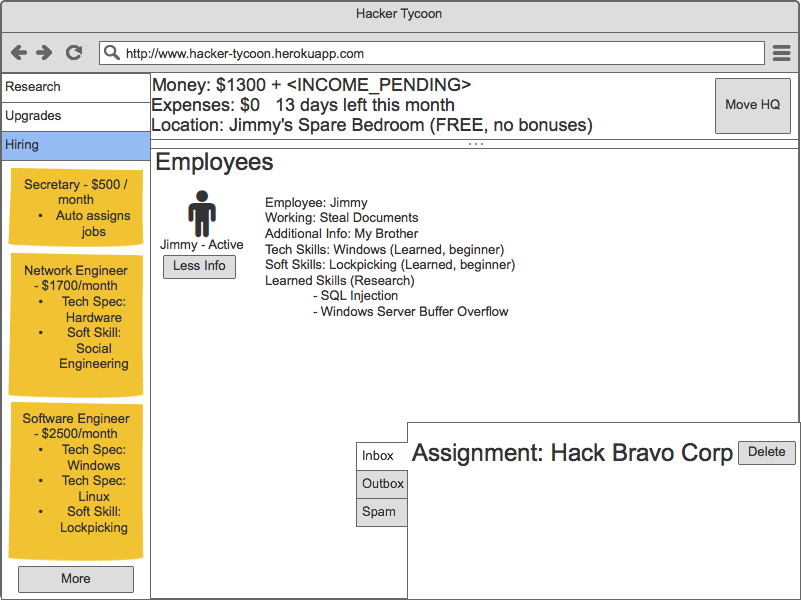 Hacker Tycoon
http://www.hacker-tycoon.herokuapp.com
Research
Upgrades
Hiring
Secretary - $500 /
month
• Auto assigns
jobs
Network Engineer
- $1700/month
• Tech Spec:
Hardware
• Soft Skill:
Social
Engineering
Software Engineer
- $2500/month
• Tech Spec:
Windows
• Tech Spec:
Linux
• Soft Skill:
Lockpicking
More
Money: $1300 + <INCOME_PENDING>
Expenses: $0 13 days left this month
Location: Jimmy's Spare Bedroom (FREE, no bonuses)
Move HQ
Employees
Jimmy - Active
Less Info
Employee: Jimmy
Working: Steal Documents
Additional Info: My Brother
Tech Skills: Windows (Learned, beginner)
Soft Skills: Lockpicking (Learned, beginner)
Learned Skills (Research)
- SQL Injection
- Windows Server Buffer Overflow
Inbox
Outbox
Spam
Assignment: Hack Bravo Corp
Delete